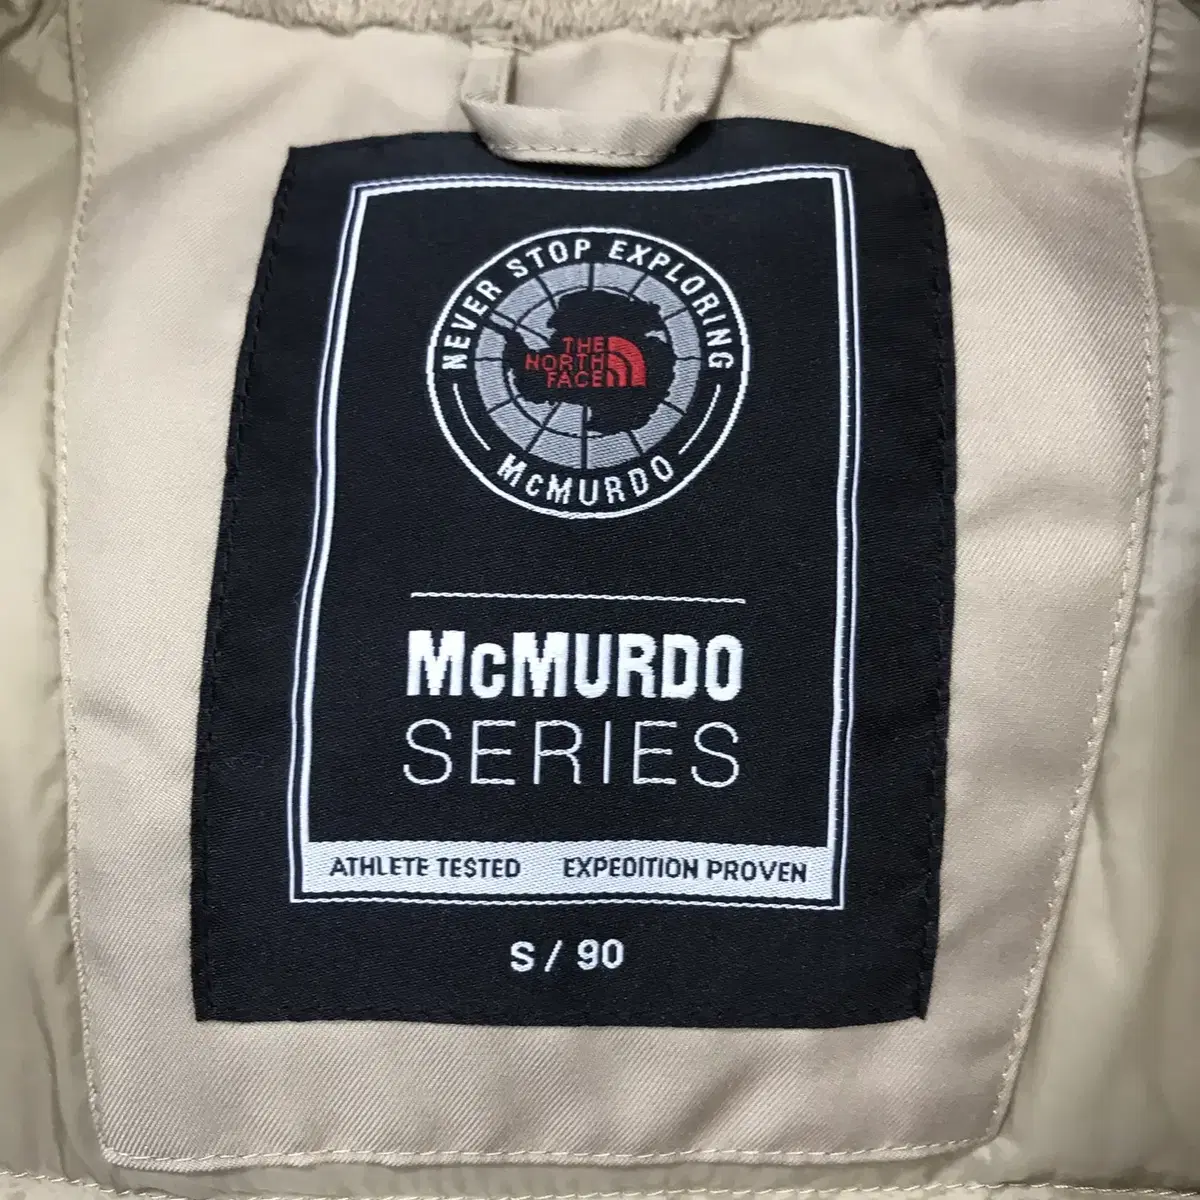 NEVER STOP EXPLORING
THE
NORTH
FACE
McMURDO
McMURDO
SERIES
ATHLETE TESTED EXPEDITION PROVEN
S / 90